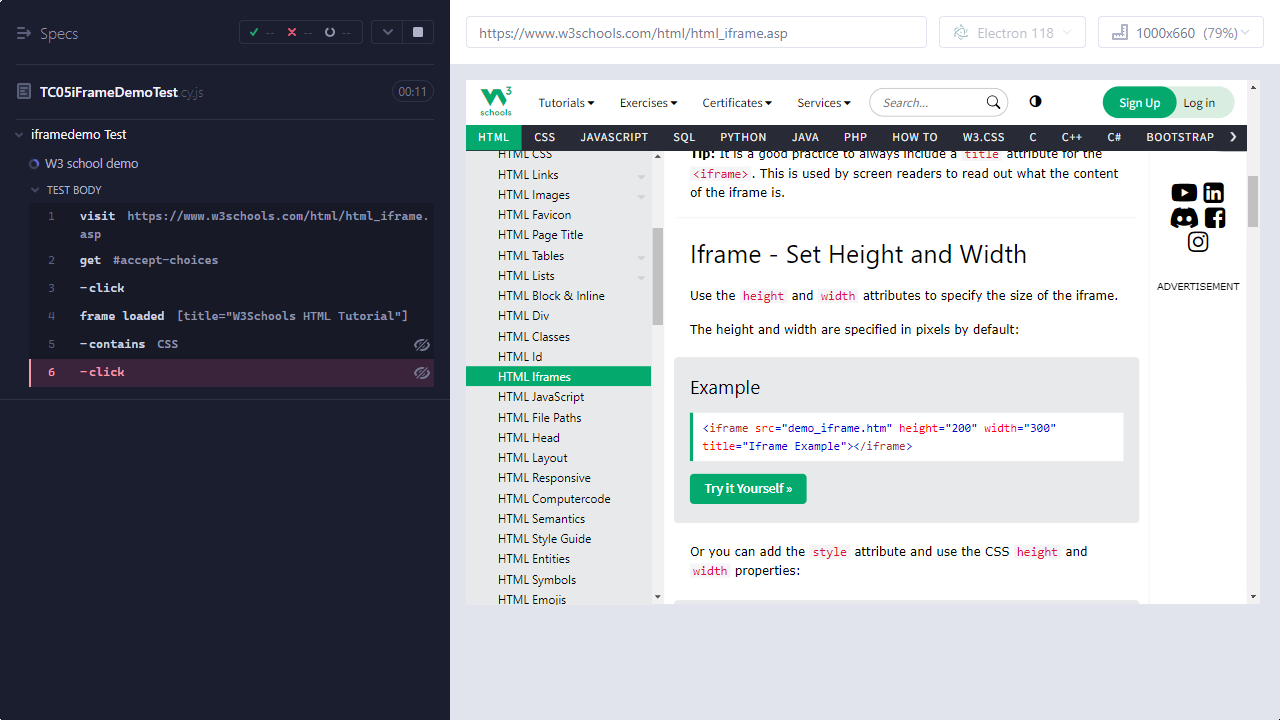 Specs
--
--
--
https://www.w3schools.com/html/html_iframe.asp
Electron 118
1000x660 (79%)
TC05iFrameDemoTest.cy.js
00:11
iframedemo Test
W3 school demo
TEST BODY
1 visit https://www.w3schools.com/html/html_iframe.
asp
2 get #accept-choices
3 -click
4 frame loaded [title="W3Schools HTML Tutorial"]
5 -contains CSS
6 -click
3
schools
Tutorials
Exercises
Certificates
Services
Search...
Sign Up
Log in
HTML
CSS
JAVASCRIPT
SQL
PYTHON
JAVA
PHP
HOW TO
W3.CSS
C
C++
C#
BOOTSTRAP
HTML CSS
HTML Links
HTML Images
HTML Favicon
HTML Page Title
HTML Tables
HTML Lists
HTML Block & Inline
HTML Div
HTML Classes
HTML Id
HTML Iframes
HTML JavaScript
HTML File Paths
HTML Head
HTML Layout
HTML Responsive
HTML Computercode
HTML Semantics
HTML Style Guide
HTML Entities
HTML Symbols
HTML Emojis
Tip: It is a good practice to always include a title attribute for the
<iframe>. This is used by screen readers to read out what the content
of the iframe is.
Iframe - Set Height and Width
Use the height and width attributes to specify the size of the iframe.
The height and width are specified in pixels by default:
Example
<iframe src="demo_iframe.htm" height="200" width="300"
title="Iframe Example"></iframe>
Try it Yourself »
Or you can add the style attribute and use the CSS height and
width properties:
ADVERTISEMENT